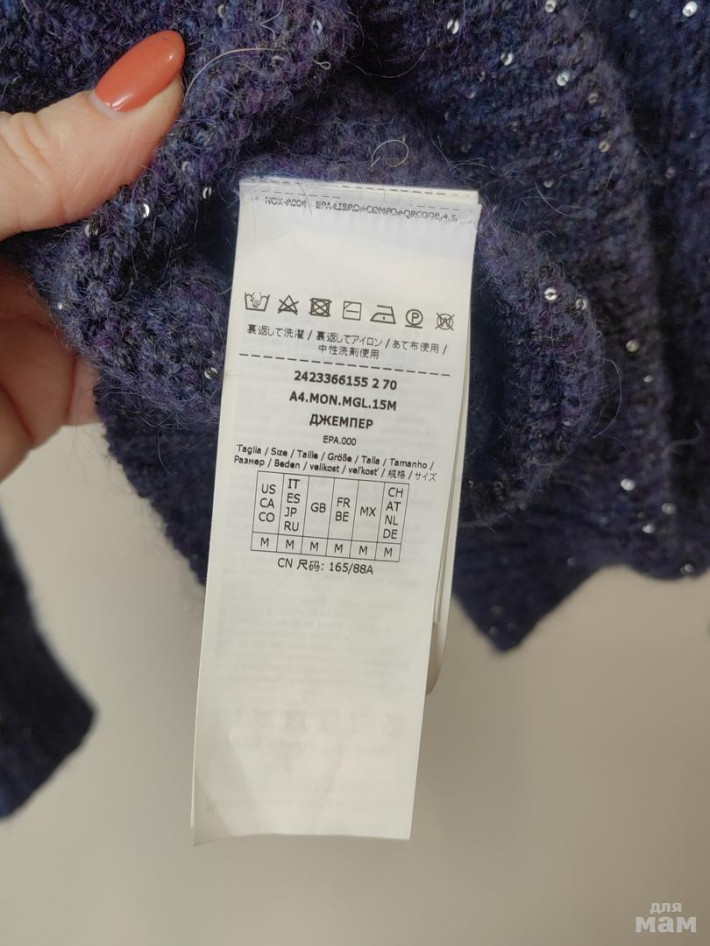 裏返して洗濯 / 裏返してアイロン / あて布使用 /
中性洗剤使用
2423366155 2 70
A4.MON.MGL.15M
ДЖЕМПЕР
EPA.000
Taglia / Size / Taille / Größe / Talla / Tamanho /
Размер / Beden / velikost / veľkosť / 规格 / サイズ
US CA CO
IT ES JP RU
GB
FR BE
MX
CH AT NL DE
M M M M M M
CN 尺码: 165/88A
для
мам